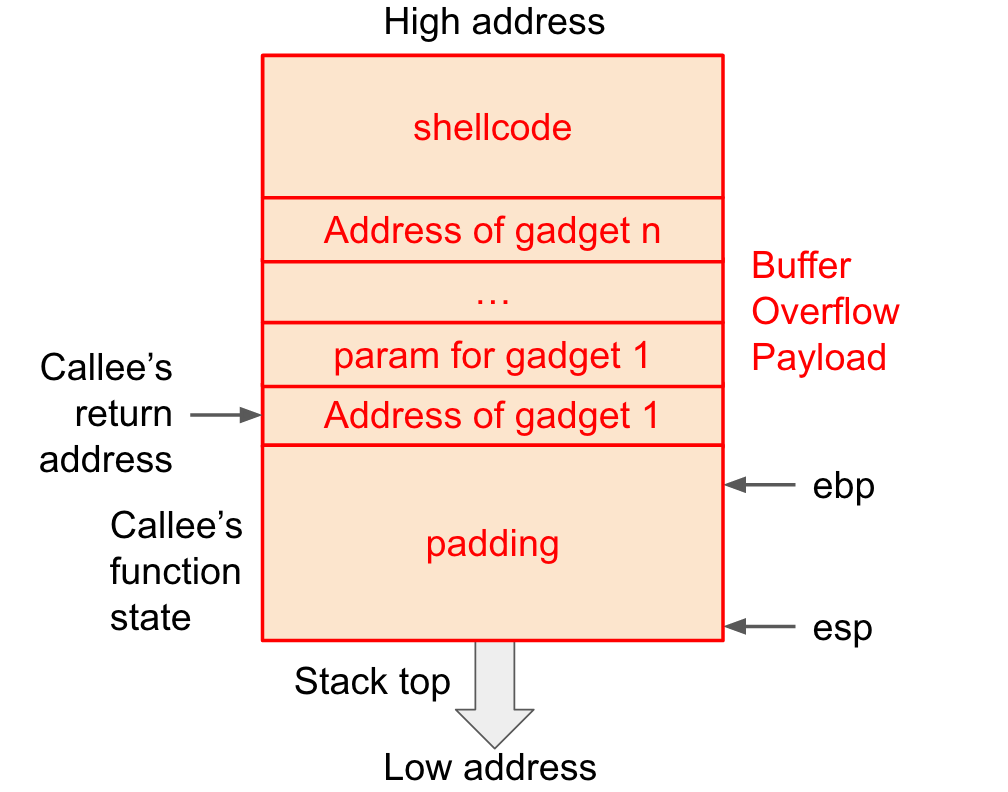 High address
shellcode
Address of gadget n
…
param for gadget 1
Address of gadget 1
padding
Buffer
Overflow
Payload
Callee’s
return
address
Callee’s
function
state
ebp
esp
Stack top
Low address